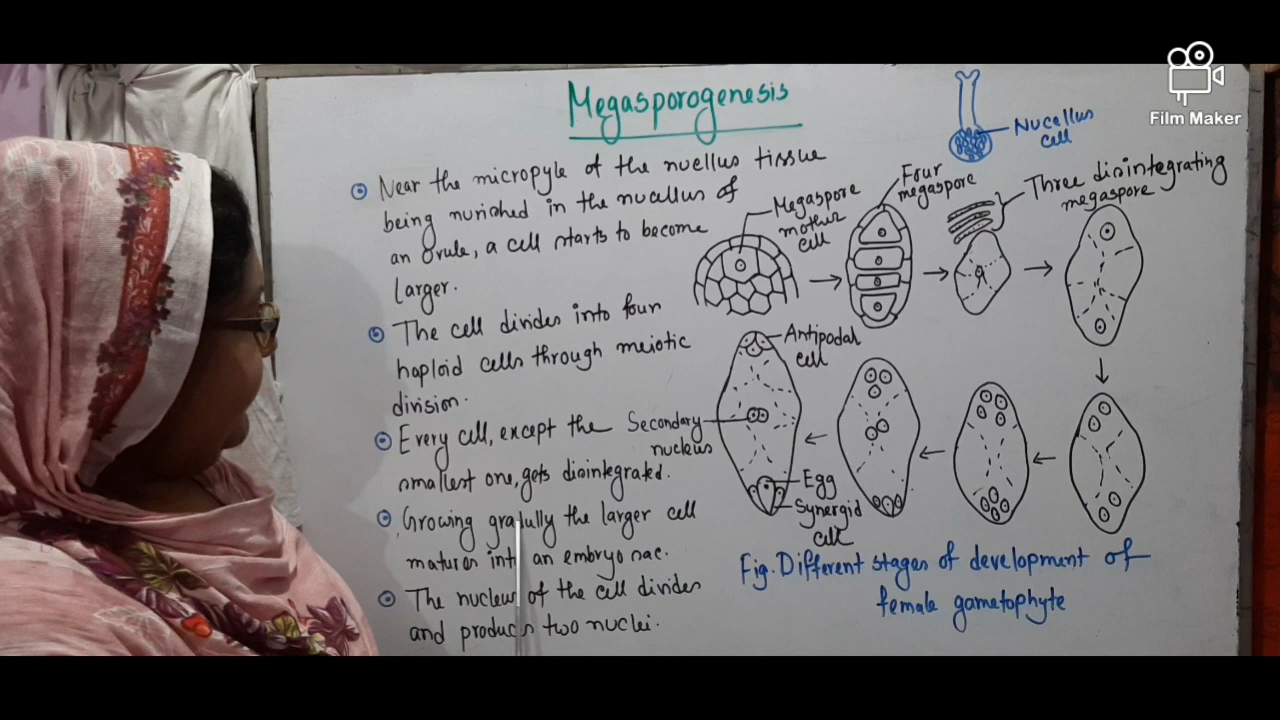 Megasporogenesis
Film Maker
Nucellus
cell
Near the micropyle of the nuellus tissue
being nurished in the nucellus of
an ovule, a cell starts to become
Larger.
The cell divides into four
haploid cells through meiotic
division.
Every cell, except the
smallest one, gets disintegrated.
Growing gradully the larger cell
matures into an embryo sac.
The nucleus of the cell divides
and produces two nuclei.
Megaspore
mother
cell
Four
megaspore
Three disintegrating
megaspore
Antipodal
cell
Secondary
nucleus
Egg
Synergid
cell
Fig. Different stages of development of
female gametophyte